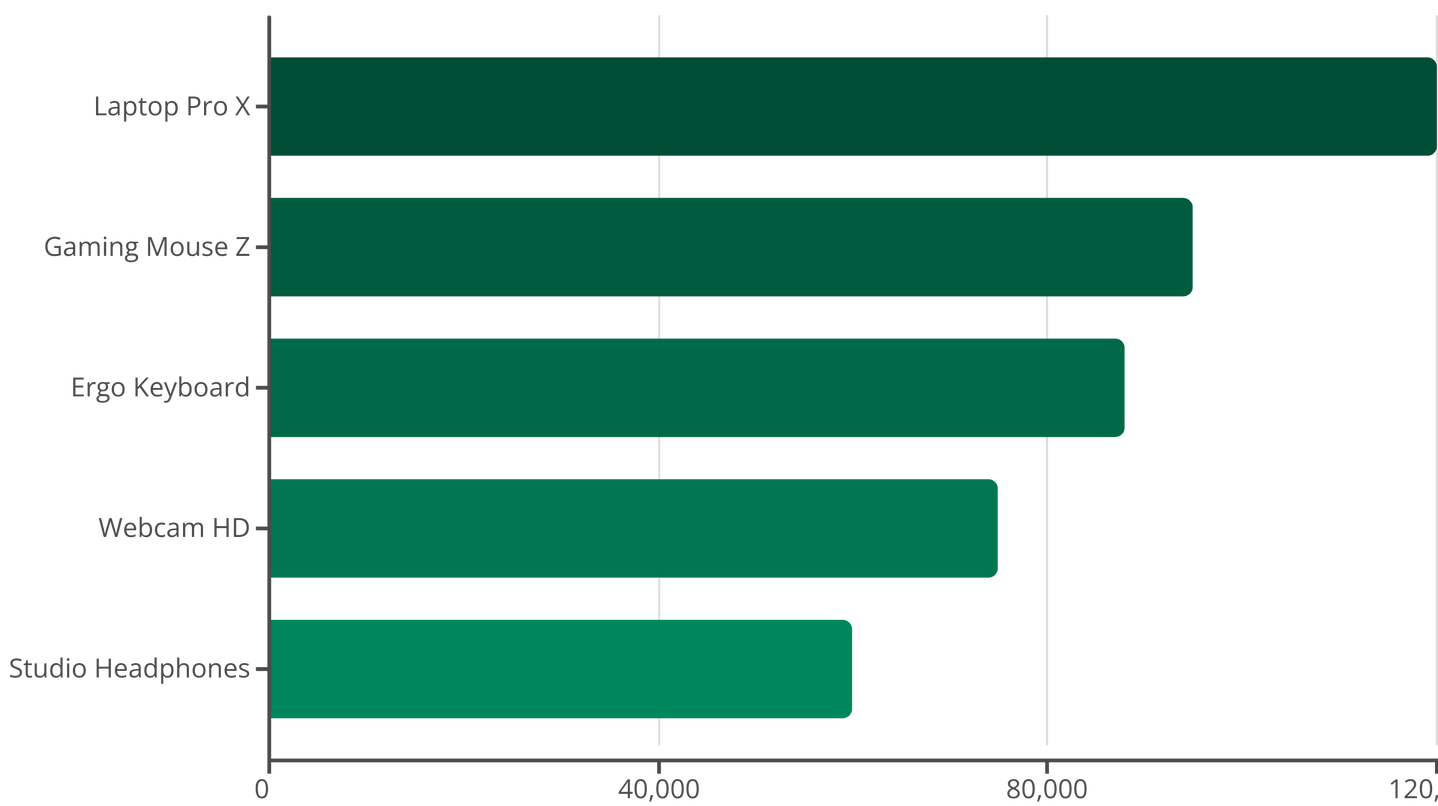 Laptop Pro X
Gaming Mouse Z
Ergo Keyboard
Webcam HD
Studio Headphones
0 40,000 80,000 120,